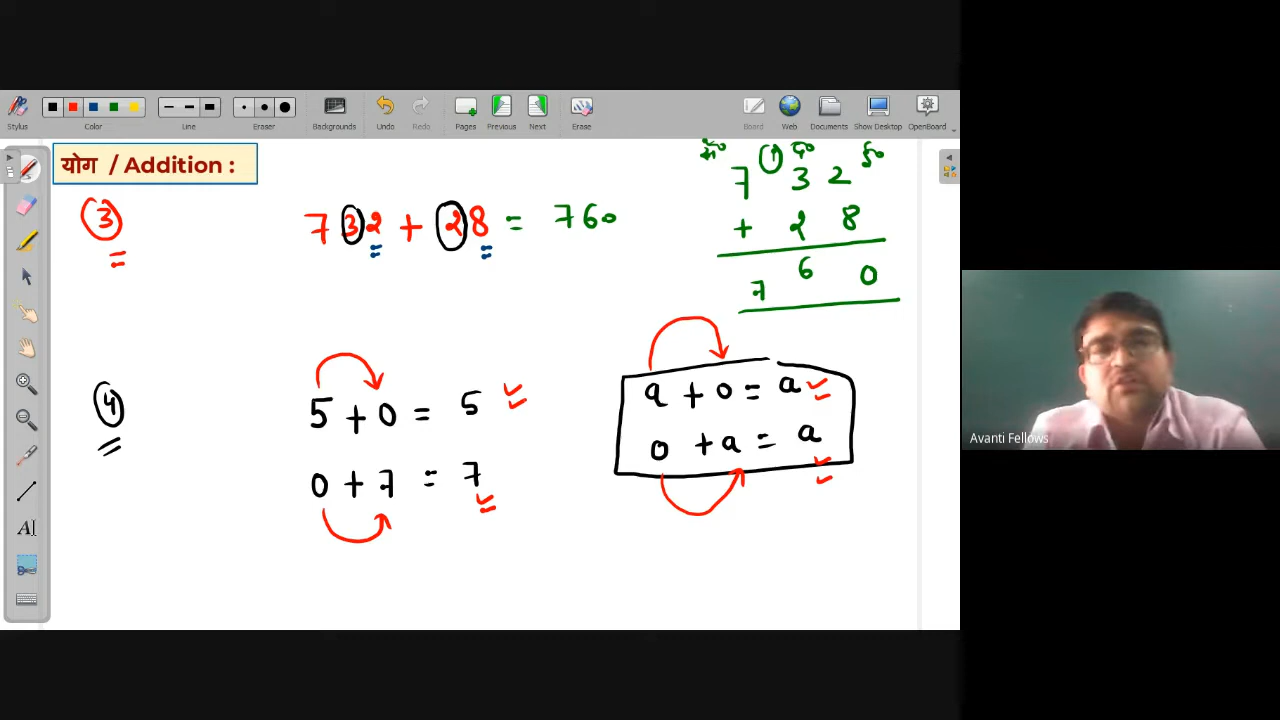 Stylus
Color
Line
Eraser
Backgrounds
Undo
Redo
Pages
Previous
Next
Erase
Board
Web
Documents
Show Desktop
OpenBoard
योग / Addition :
3
732 + 28 = 760
1
7 3 2
+ 2 8
7 6 0
4
5 + 0 = 5
0 + 7 = 7
a + 0 = a
0 + a = a
Avanti Fellows